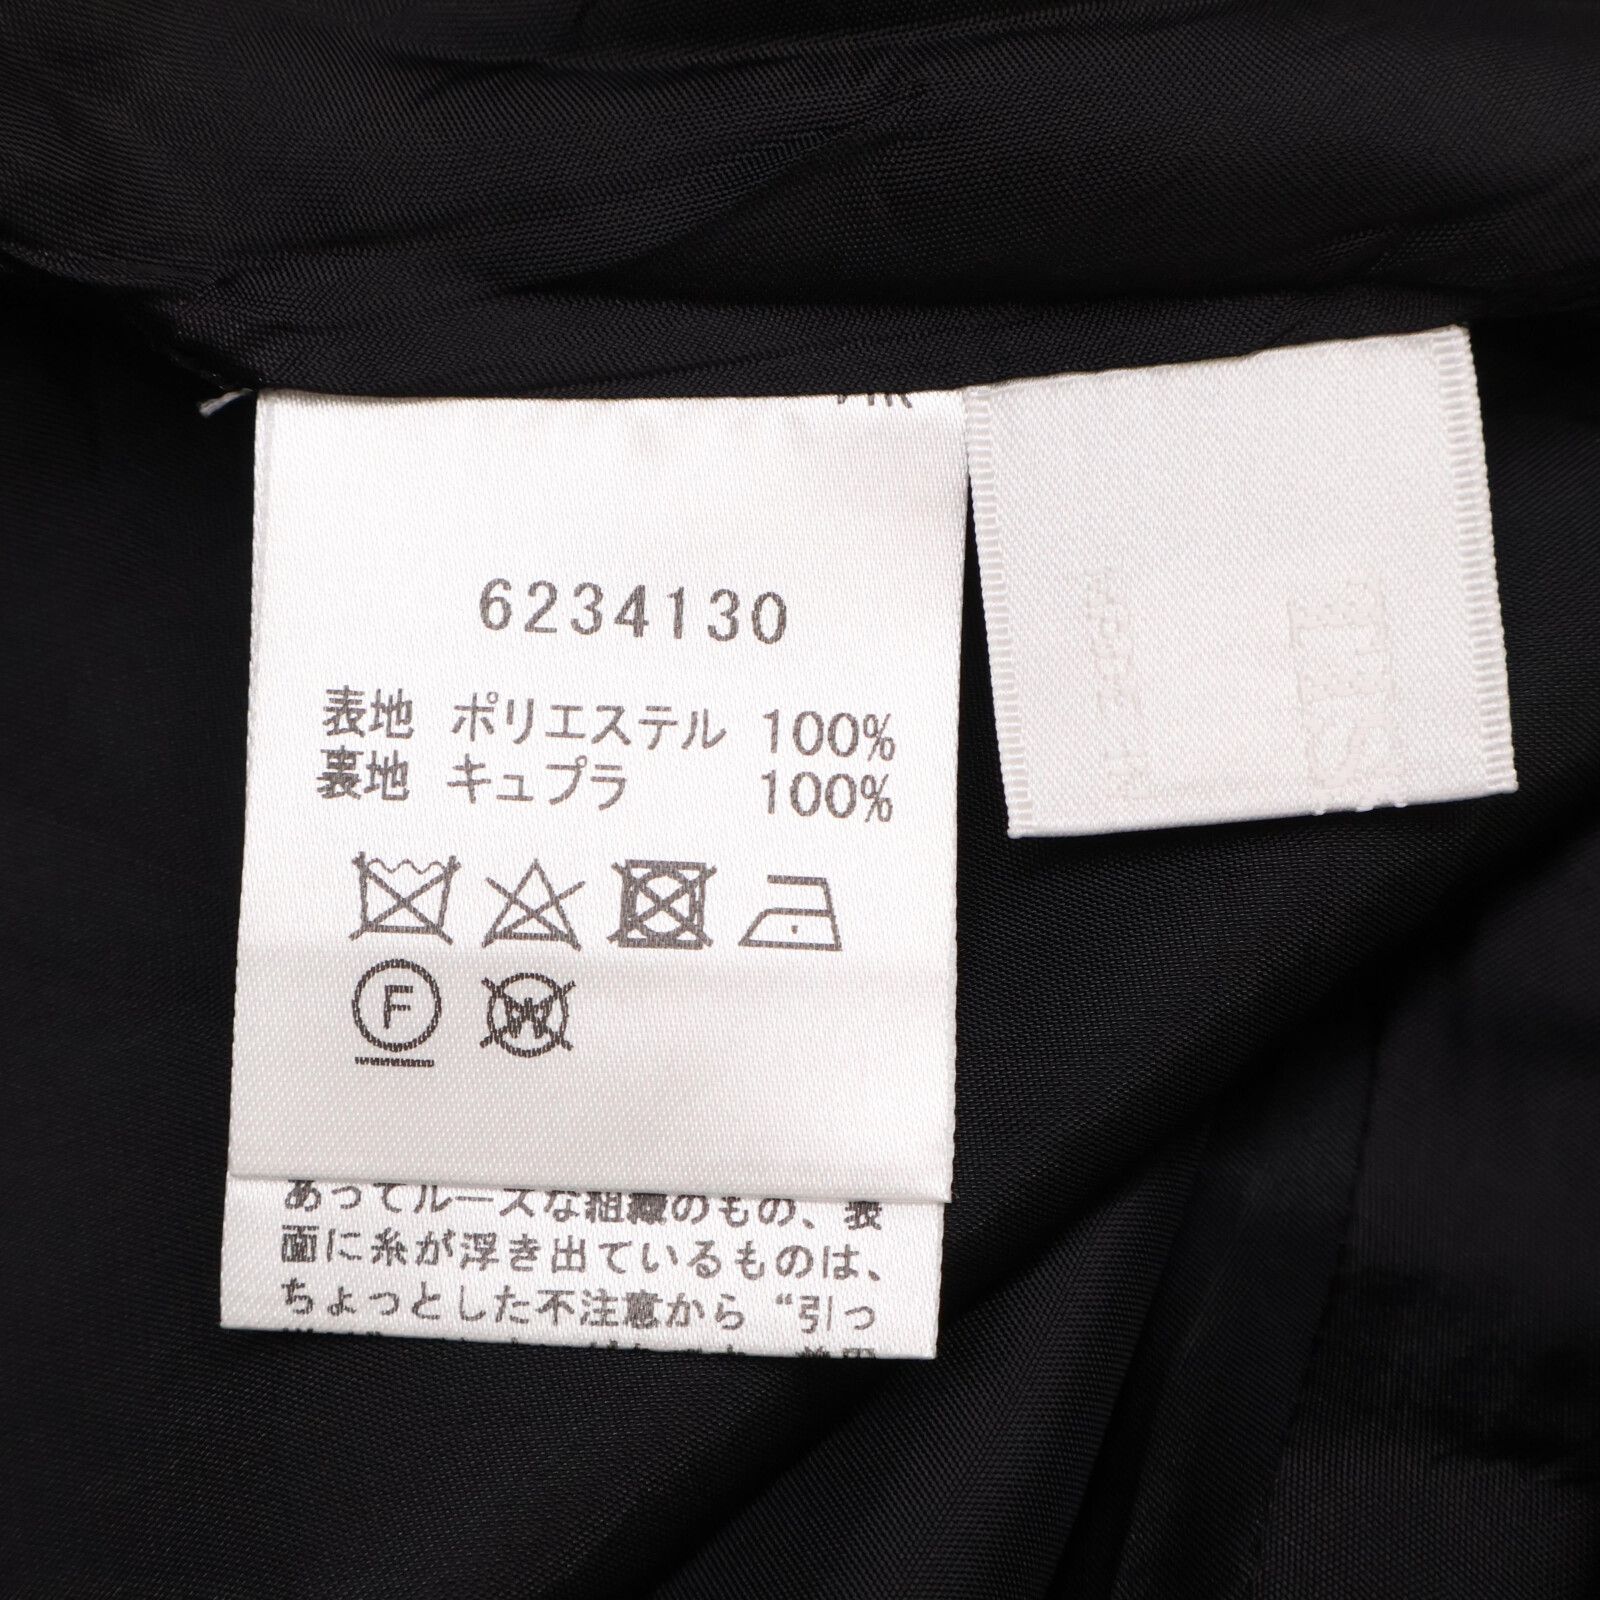 6234130
表地 ポリエステル 100%
裏地 キュプラ 100%
F
W
あってルーズな組織のもの、表
面に糸が浮き出ているものは、
ちょっとした不注意から“引っ